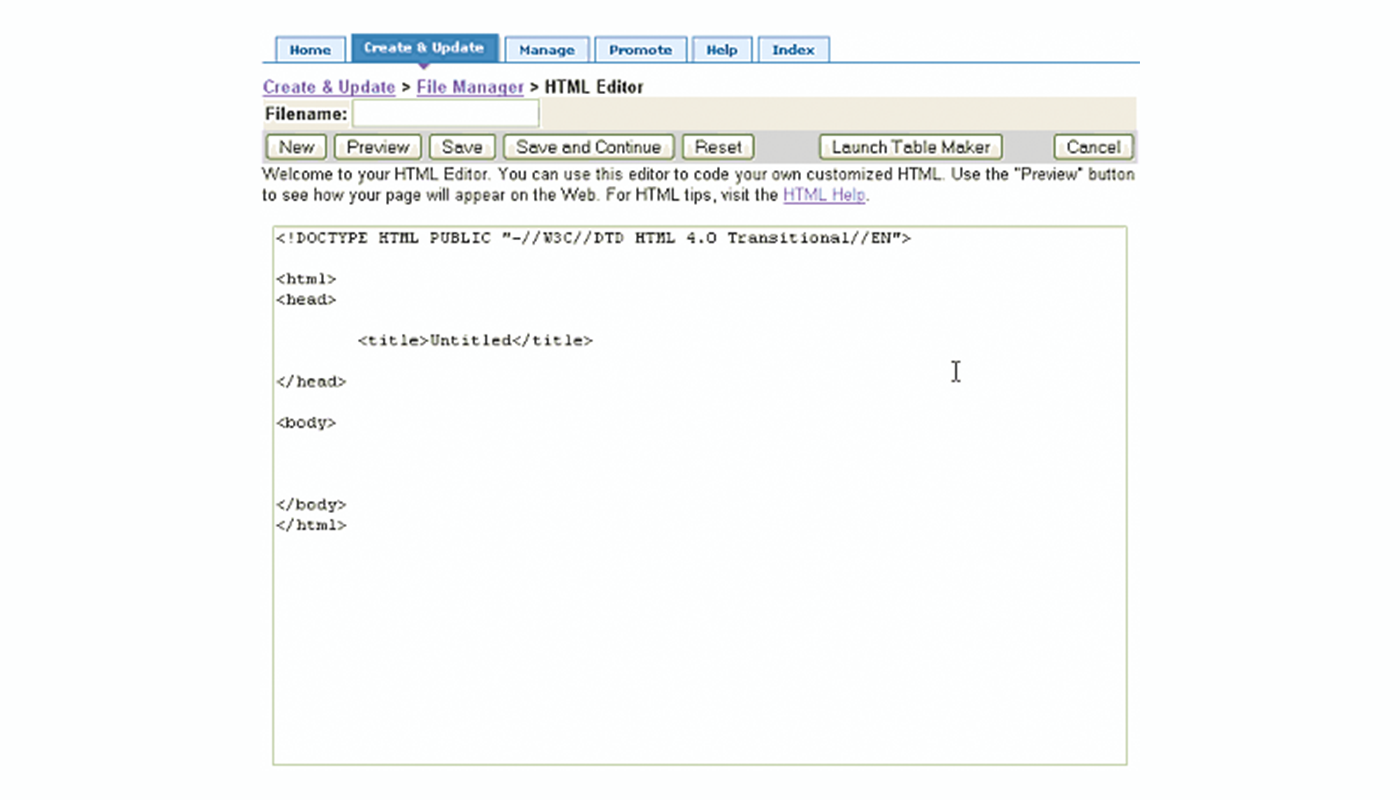 Home Create & Update Manage Promote Help Index
Create & Update > File Manager > HTML Editor
Filename:
New Preview Save Save and Continue Reset Launch Table Maker Cancel
Welcome to your HTML Editor. You can use this editor to code your own customized HTML. Use the "Preview" button
to see how your page will appear on the Web. For HTML tips, visit the HTML Help.
<!DOCTYPE HTML PUBLIC "-//W3C//DTD HTML 4.0 Transitional//EN">
<html>
<head>
<title>Untitled</title>
</head>
<body>
</body>
</html>